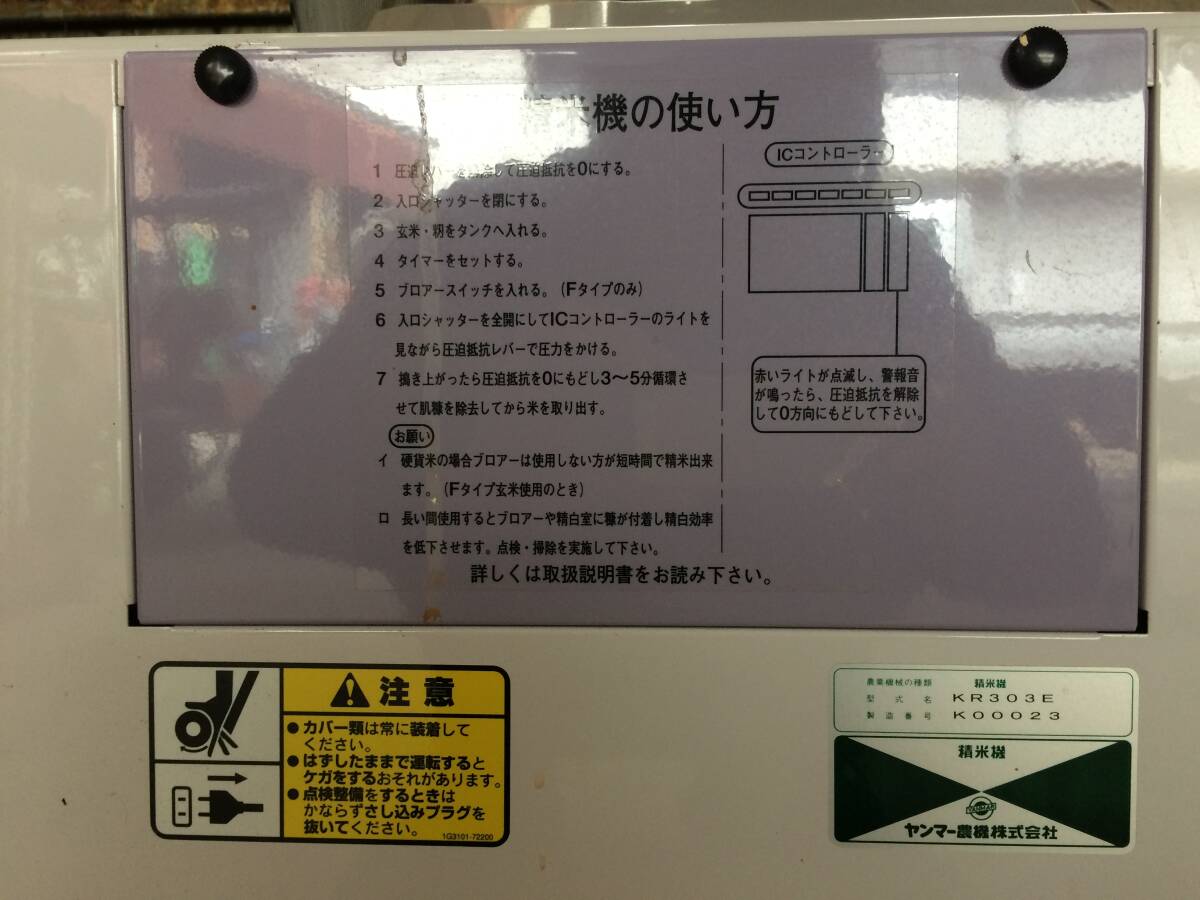 精米機の使い方
1 圧迫レバーを解除して圧迫抵抗を0にする。
2 入口シャッターを閉にする。
3 玄米・籾をタンクへ入れる。
4 タイマーをセットする。
5 ブロアースイッチを入れる。(Fタイプのみ)
6 入口シャッターを全開にしてICコントローラーのライトを
見ながら圧迫抵抗レバーで圧力をかける。
7 搗き上がったら圧迫抵抗を0にもどし3〜5分循環さ
せて肌糠を除去してから米を取り出す。
お願い
イ 硬貨米の場合ブロアーは使用しない方が短時間で精米出来
ます。(Fタイプ玄米使用のとき)
ロ 長い間使用するとブロアーや精白室に糠が付着し精白効率
を低下させます。点検・掃除を実施して下さい。
詳しくは取扱説明書をお読み下さい。
ICコントローラー
赤いライトが点滅し、警報音
が鳴ったら、圧迫抵抗を解除
して0方向にもどして下さい。
注意
●カバー類は常に装着して
ください。
●はずしたままで運転すると
ケガをするおそれがあります。
●点検整備をするときは
かならずさし込みプラグを
抜いてください。
1G3101-72200
農業機械の種類 精米機
型式名 KR303E
製造番号 K00023
精米機
YANMAR
ヤンマー農機株式会社